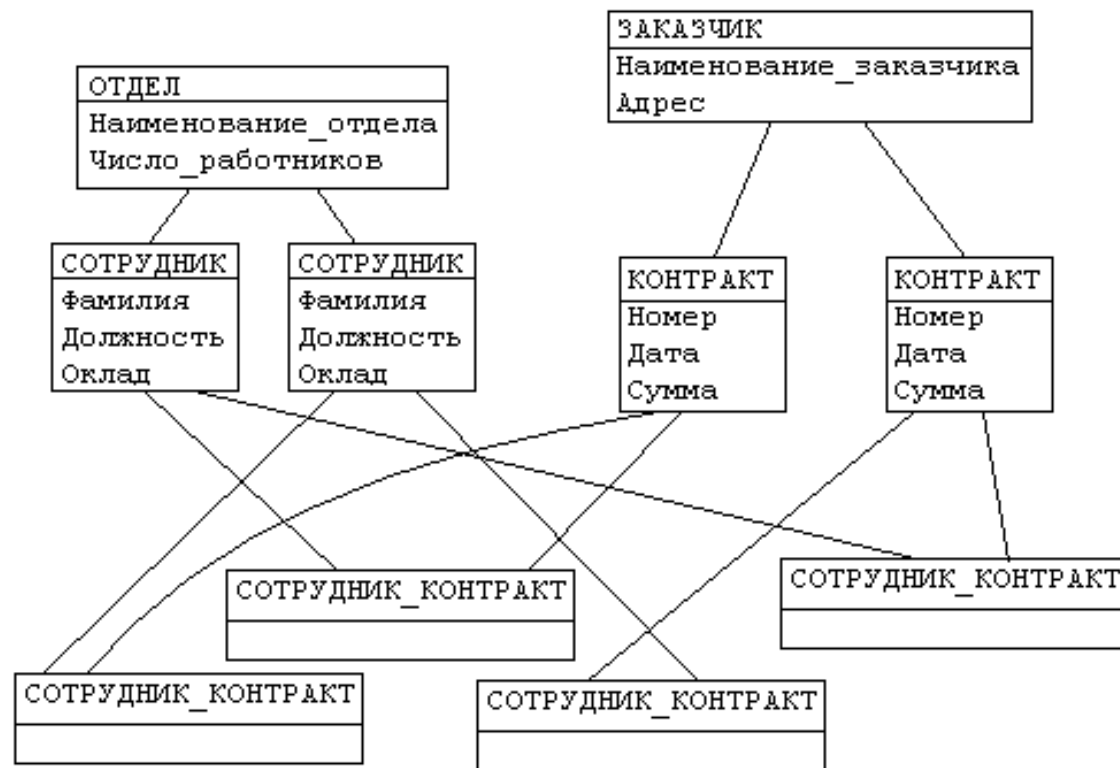 ЗАКАЗЧИК
Наименование_заказчика
Адрес
ОТДЕЛ
Наименование_отдела
Число_работников
СОТРУДНИК
Фамилия
Должность
Оклад
СОТРУДНИК
Фамилия
Должность
Оклад
КОНТРАКТ
Номер
Дата
Сумма
КОНТРАКТ
Номер
Дата
Сумма
СОТРУДНИК_КОНТРАКТ
СОТРУДНИК_КОНТРАКТ
СОТРУДНИК_КОНТРАКТ
СОТРУДНИК_КОНТРАКТ